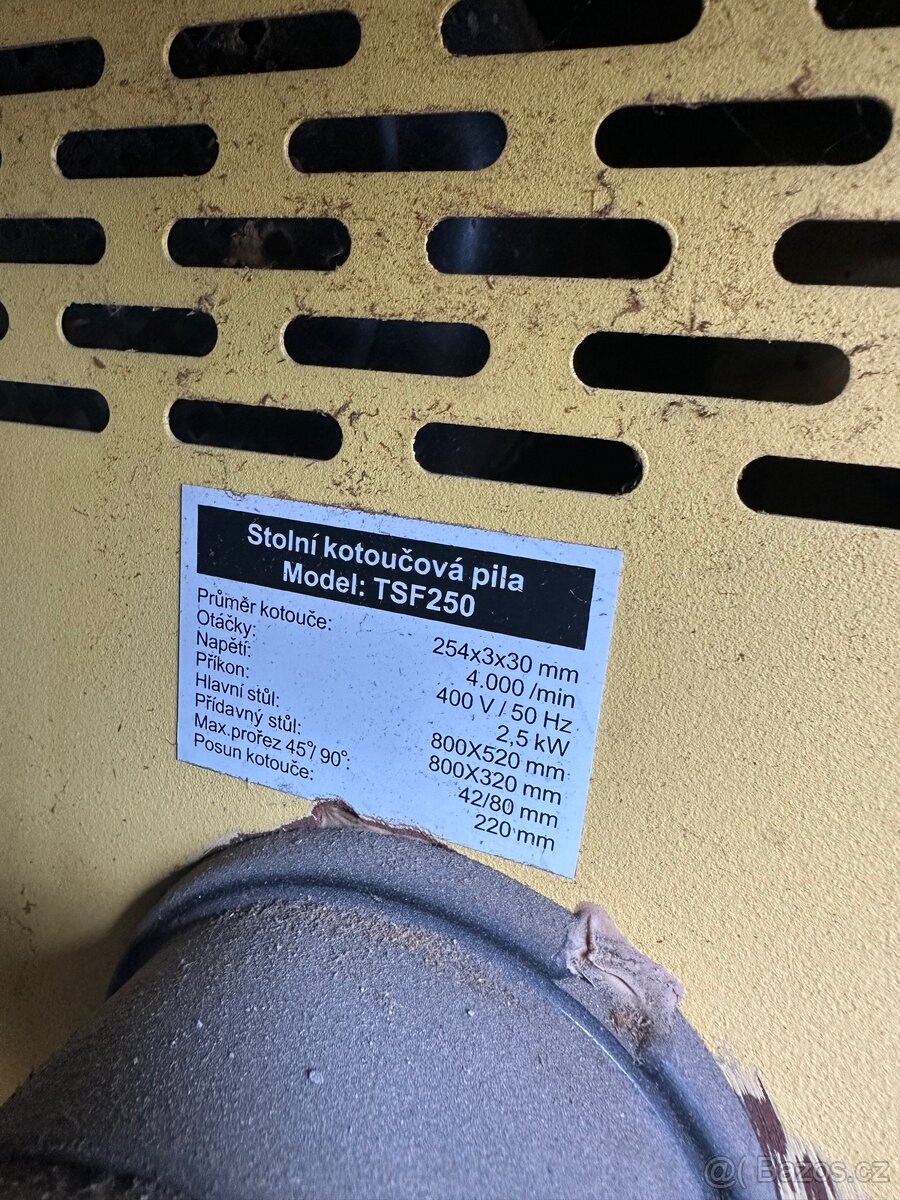 Stolní kotoučová pila
Model: TSF250
Průměr kotouče: 254x3x30 mm
Otáčky: 4.000 /min
Napětí: 400 V / 50 Hz
Příkon: 2,5 kW
Hlavní stůl: 800X520 mm
Přídavný stůl: 800X320 mm
Max.prořez 45°/ 90°: 42/80 mm
Posun kotouče: 220 mm
@( Bazos.cz